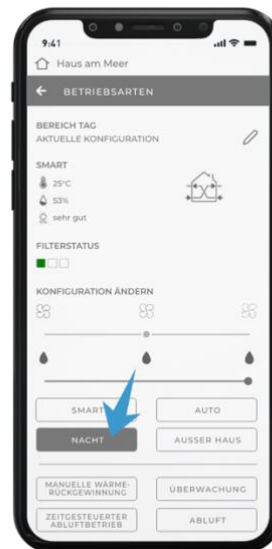 9:41
Haus am Meer
BETRIEBSARTEN
BEREICH TAG
AKTUELLE KONFIGURATION
SMART
25°C
53%
sehr gut
FILTERSTATUS
KONFIGURATION ÄNDERN
SMART
AUTO
NACHT
AUSSER HAUS
MANUELLE WÄRME-
RÜCKGEWINNUNG
ÜBERWACHUNG
ZEITGESTEUERTER
ABLUFTBETRIEB
ABLUFT